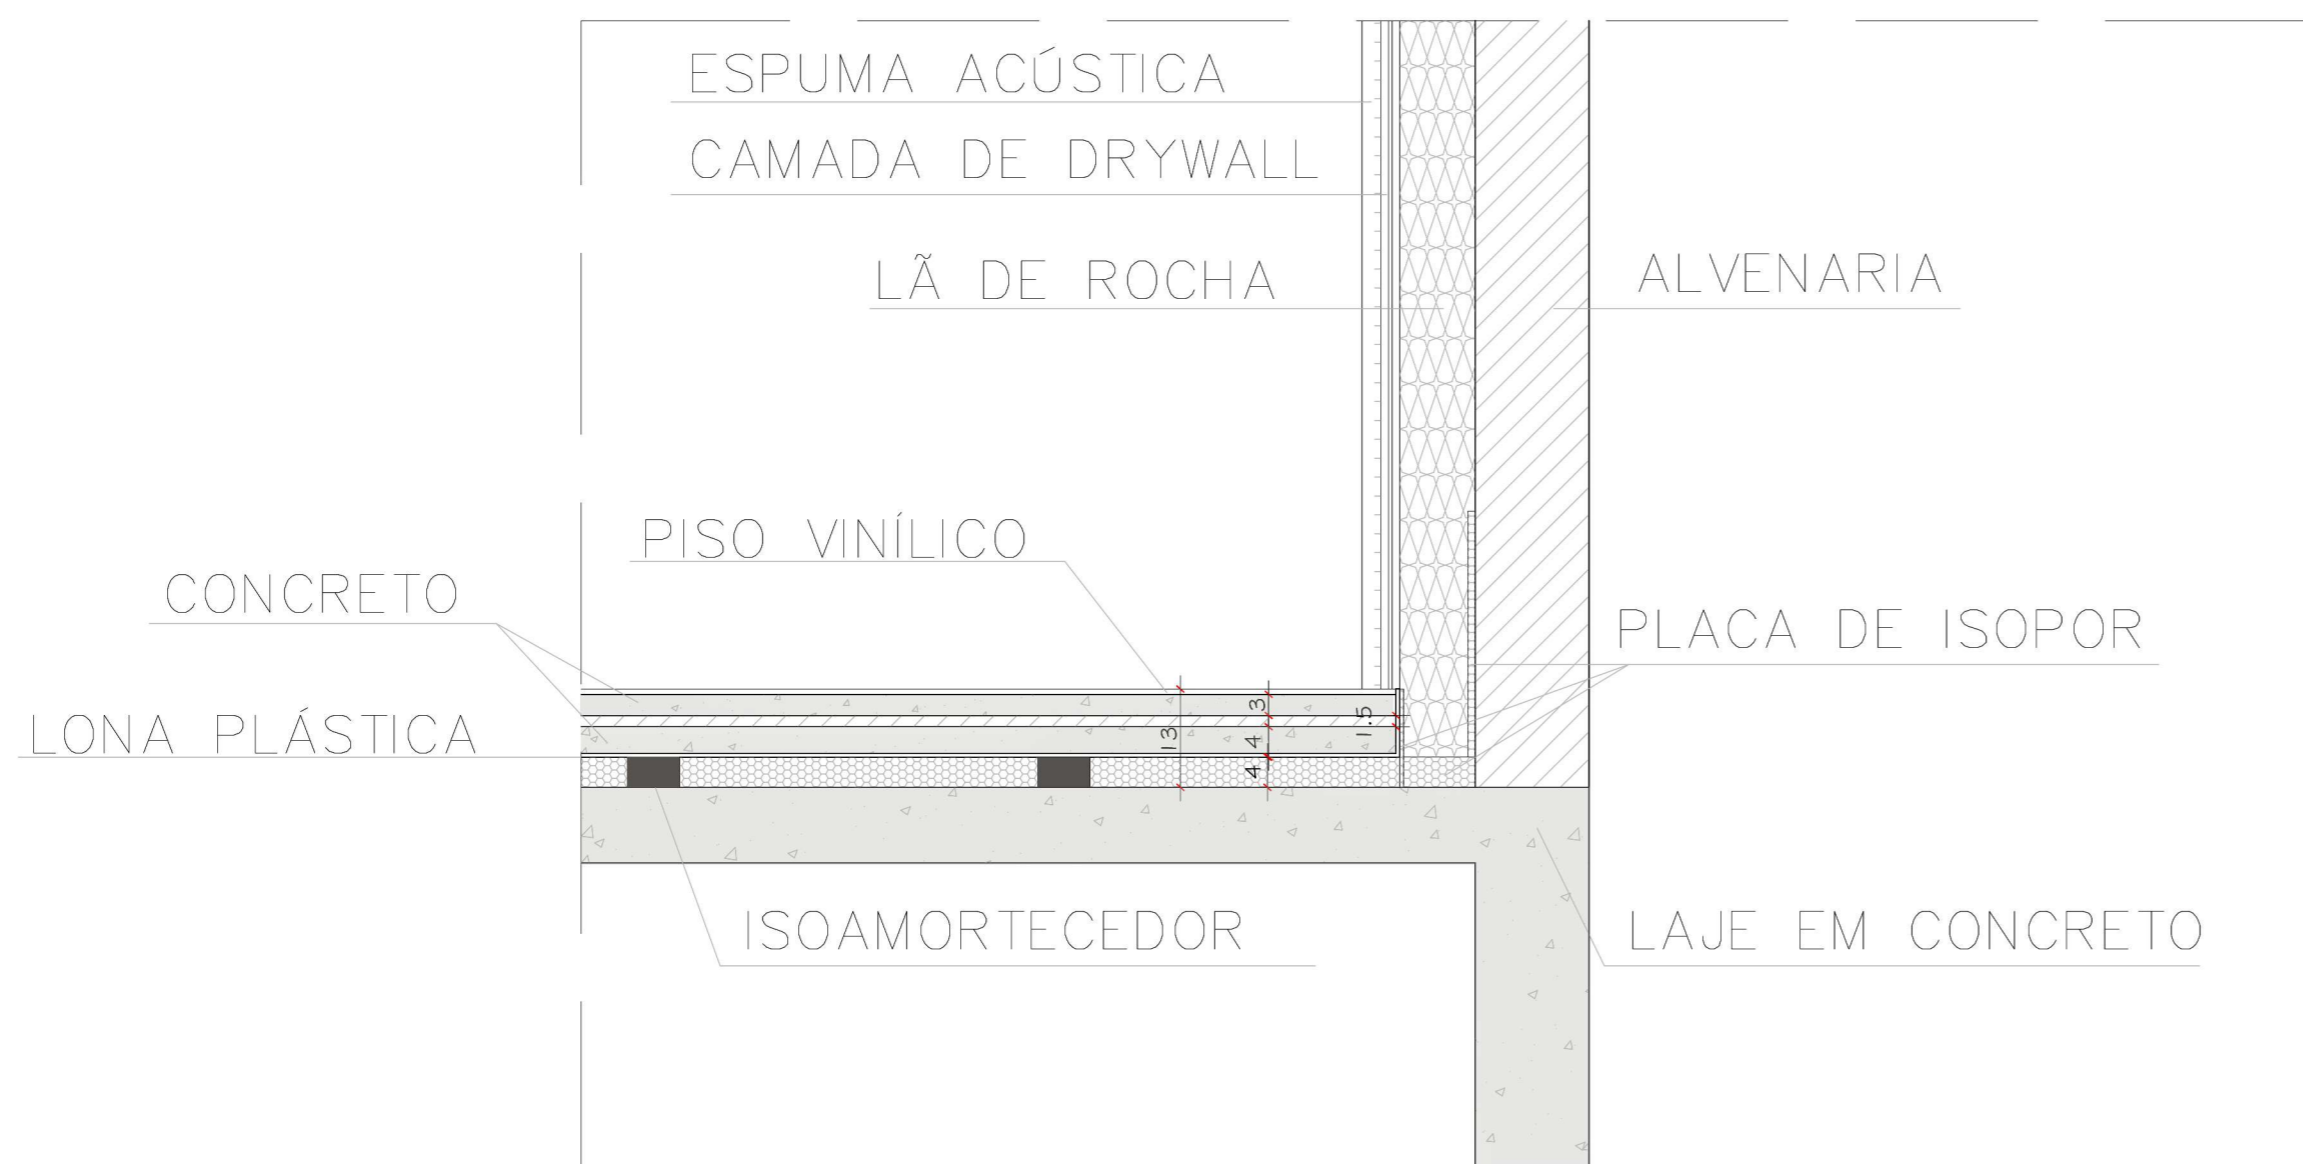 ESPUMA ACÚSTICA
CAMADA DE DRYWALL
LÃ DE ROCHA
ALVENARIA
PISO VINÍLICO
CONCRETO
PLACA DE ISOPOR
LONA PLÁSTICA
13
3
4
4
1.5
ISOAMORTECEDOR
LAJE EM CONCRETO